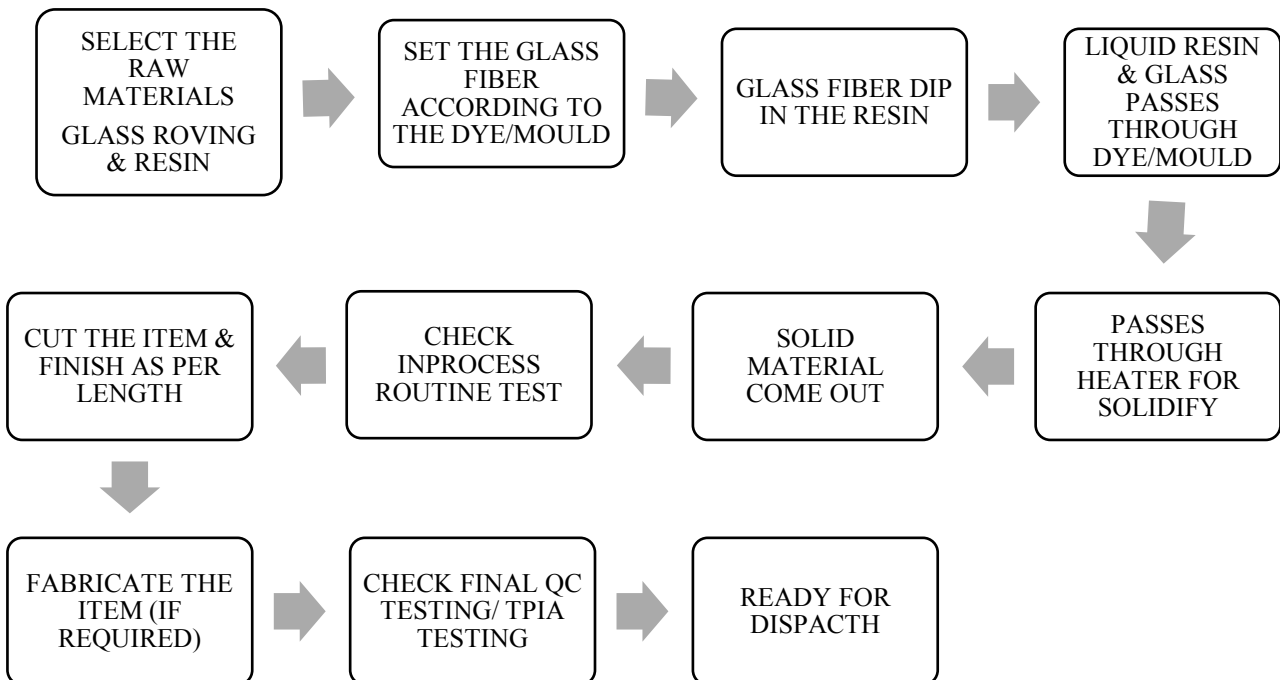 SELECT THE
RAW
MATERIALS
GLASS ROVING
& RESIN
SET THE GLASS
FIBER
ACCORDING TO
THE DYE/MOULD
GLASS FIBER DIP
IN THE RESIN
LIQUID RESIN
& GLASS
PASSES
THROUGH
DYE/MOULD
PASSES
THROUGH
HEATER FOR
SOLIDIFY
SOLID
MATERIAL
COME OUT
CHECK
INPROCESS
ROUTINE TEST
CUT THE ITEM &
FINISH AS PER
LENGTH
FABRICATE THE
ITEM (IF
REQUIRED)
CHECK FINAL QC
TESTING/ TPIA
TESTING
READY FOR
DISPACTH